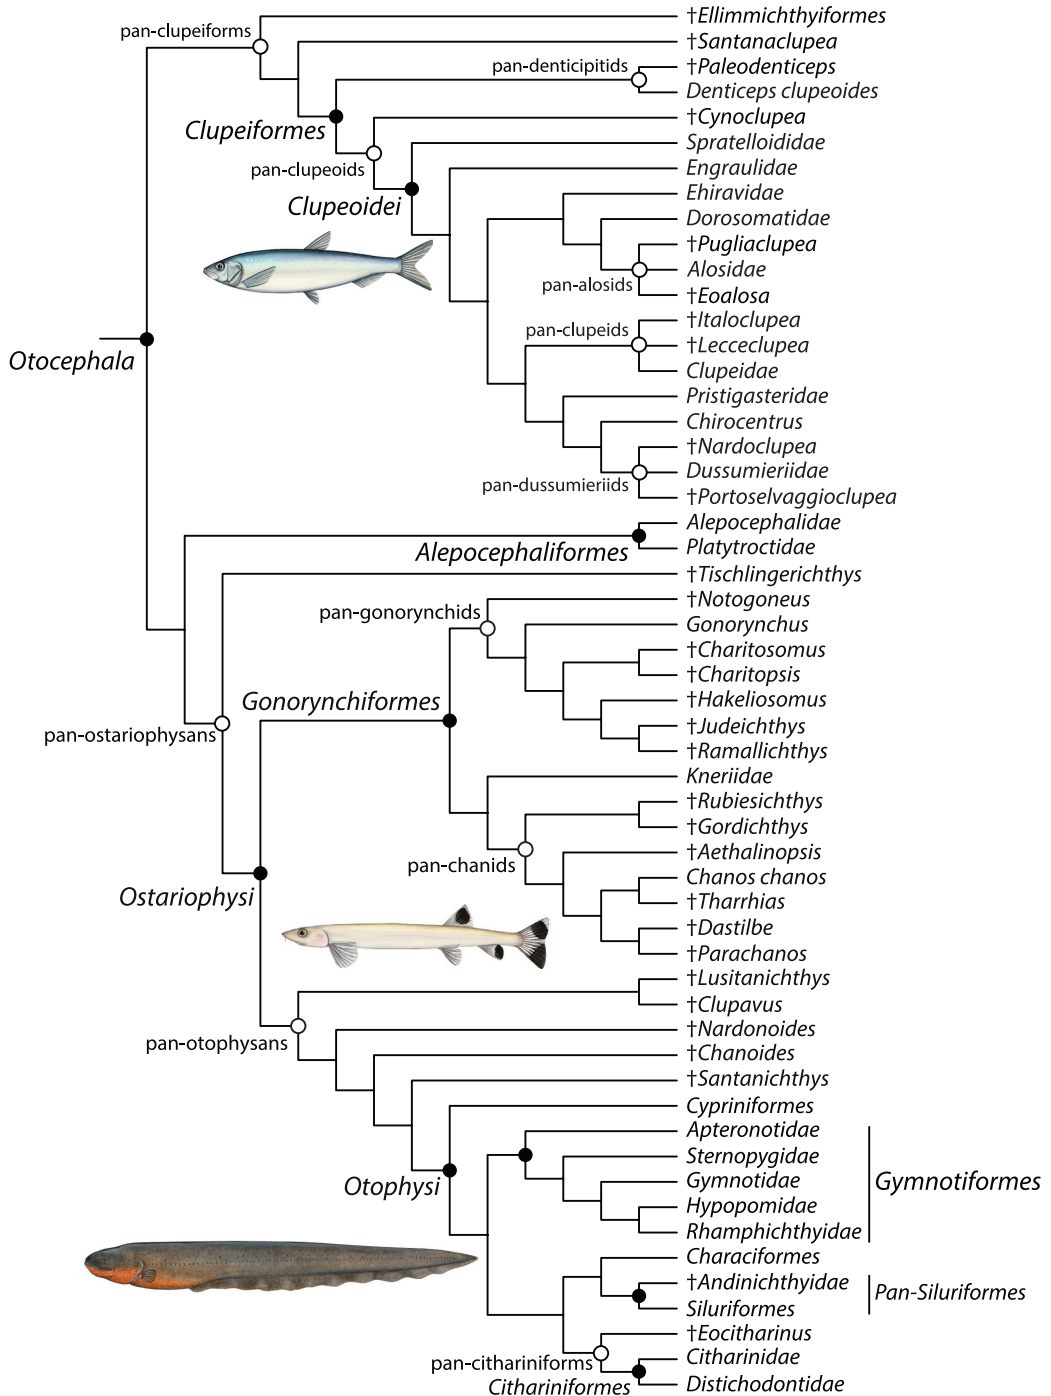 †Ellimmichthyiformes
pan-clupeiforms
†Santanaclupea
pan-denticipitids
†Paleodenticeps
Denticeps clupeoides
†Cynoclupea
Clupeiformes
Spratelloididae
pan-clupeoids
Engraulidae
Ehiravidae
Clupeoidei
Dorosomatidae
†Pugliaclupea
Alosidae
pan-alosids
†Eoalosa
†Italoclupea
pan-clupeids
†Lecceclupea
Otocephala
Clupeidae
Pristigasteridae
Chirocentrus
†Nardoclupea
Dussumieriidae
pan-dussumieriids
†Portoselvaggioclupea
Alepocephalidae
Alepocephaliformes
Platytroctidae
†Tischlingerichthys
†Notogoneus
pan-gonorynchids
Gonorynchus
†Charitosomus
†Charitopsis
Gonorynchiformes
†Hakeliosomus
†Judeichthys
pan-ostariophysans
†Ramallichthys
Kneriidae
†Rubiesichthys
†Gordichthys
†Aethalinopsis
pan-chanids
Chanos chanos
Ostariophysi
†Tharrhias
†Dastilbe
†Parachanos
†Lusitanichthys
†Clupavus
†Nardonoides
pan-otophysans
†Chanoides
†Santanichthys
Cypriniformes
Apteronotidae
Sternopygidae
Gymnotidae
Gymnotiformes
Otophysi
Hypopomidae
Rhamphichthyidae
Characiformes
†Andinichthyidae
Pan-Siluriformes
Siluriformes
†Eocitharinus
pan-cithariniforms
Citharinidae
Cithariniformes
Distichodontidae